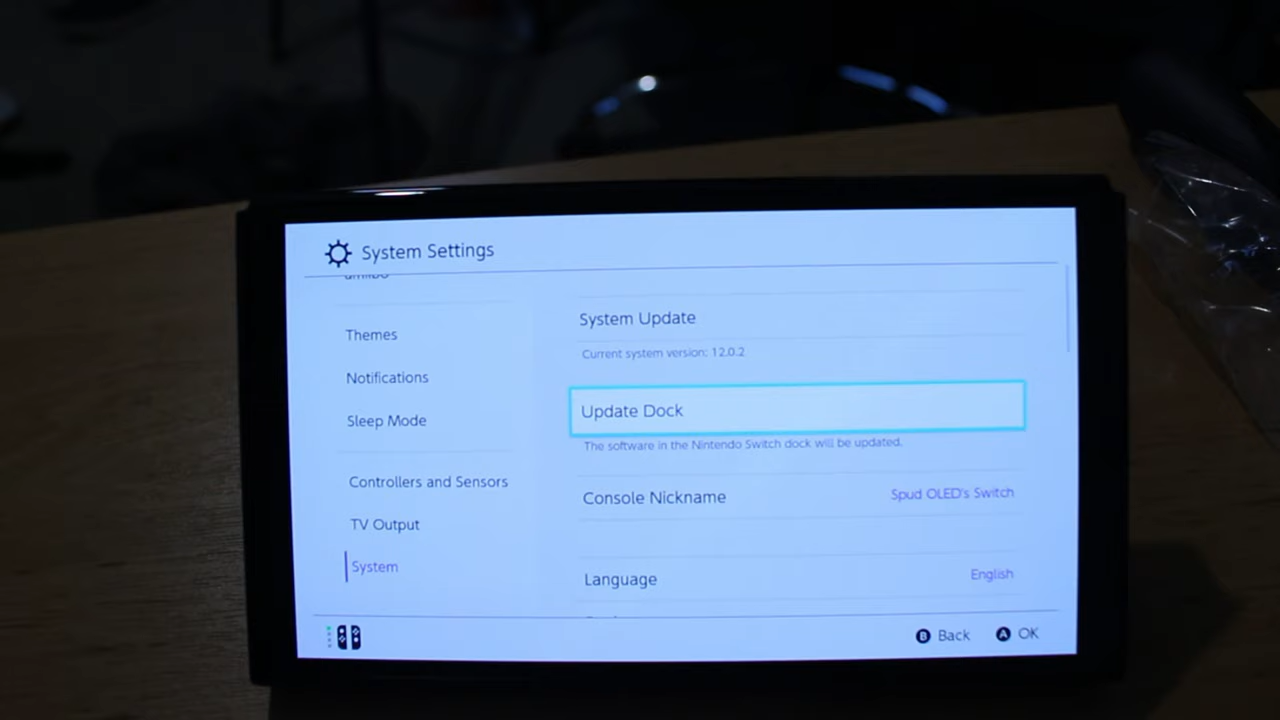 System Settings
amiibo
Themes
Notifications
Sleep Mode
Controllers and Sensors
TV Output
System
System Update
Current system version: 12.0.2
Update Dock
The software in the Nintendo Switch dock will be updated.
Console Nickname Spud OLED's Switch
Language English
B Back A OK